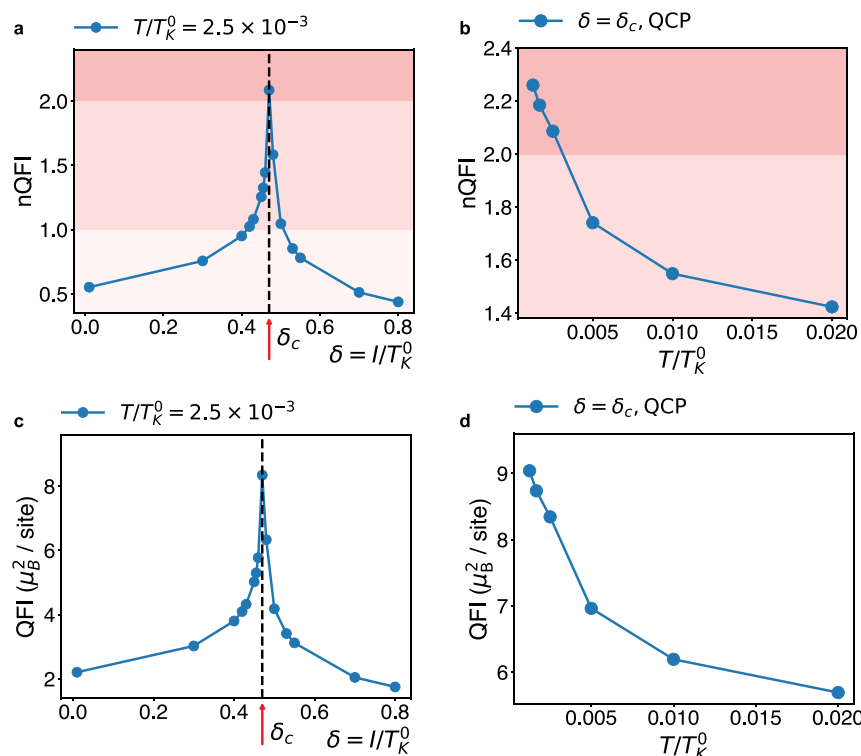 a
T/T_K^0 = 2.5 × 10^−3
nQFI
2.0
1.5
1.0
0.5
0.0 0.2 0.4 0.6 0.8
δ_c
δ = I/T_K^0
b
δ = δ_c, QCP
nQFI
2.4
2.2
2.0
1.8
1.6
1.4
0.005 0.010 0.015 0.020
T/T_K^0
c
T/T_K^0 = 2.5 × 10^−3
QFI (μ_B^2 / site)
8
6
4
2
0.0 0.2 0.4 0.6 0.8
δ_c
δ = I/T_K^0
d
δ = δ_c, QCP
QFI (μ_B^2 / site)
9
8
7
6
0.005 0.010 0.015 0.020
T/T_K^0